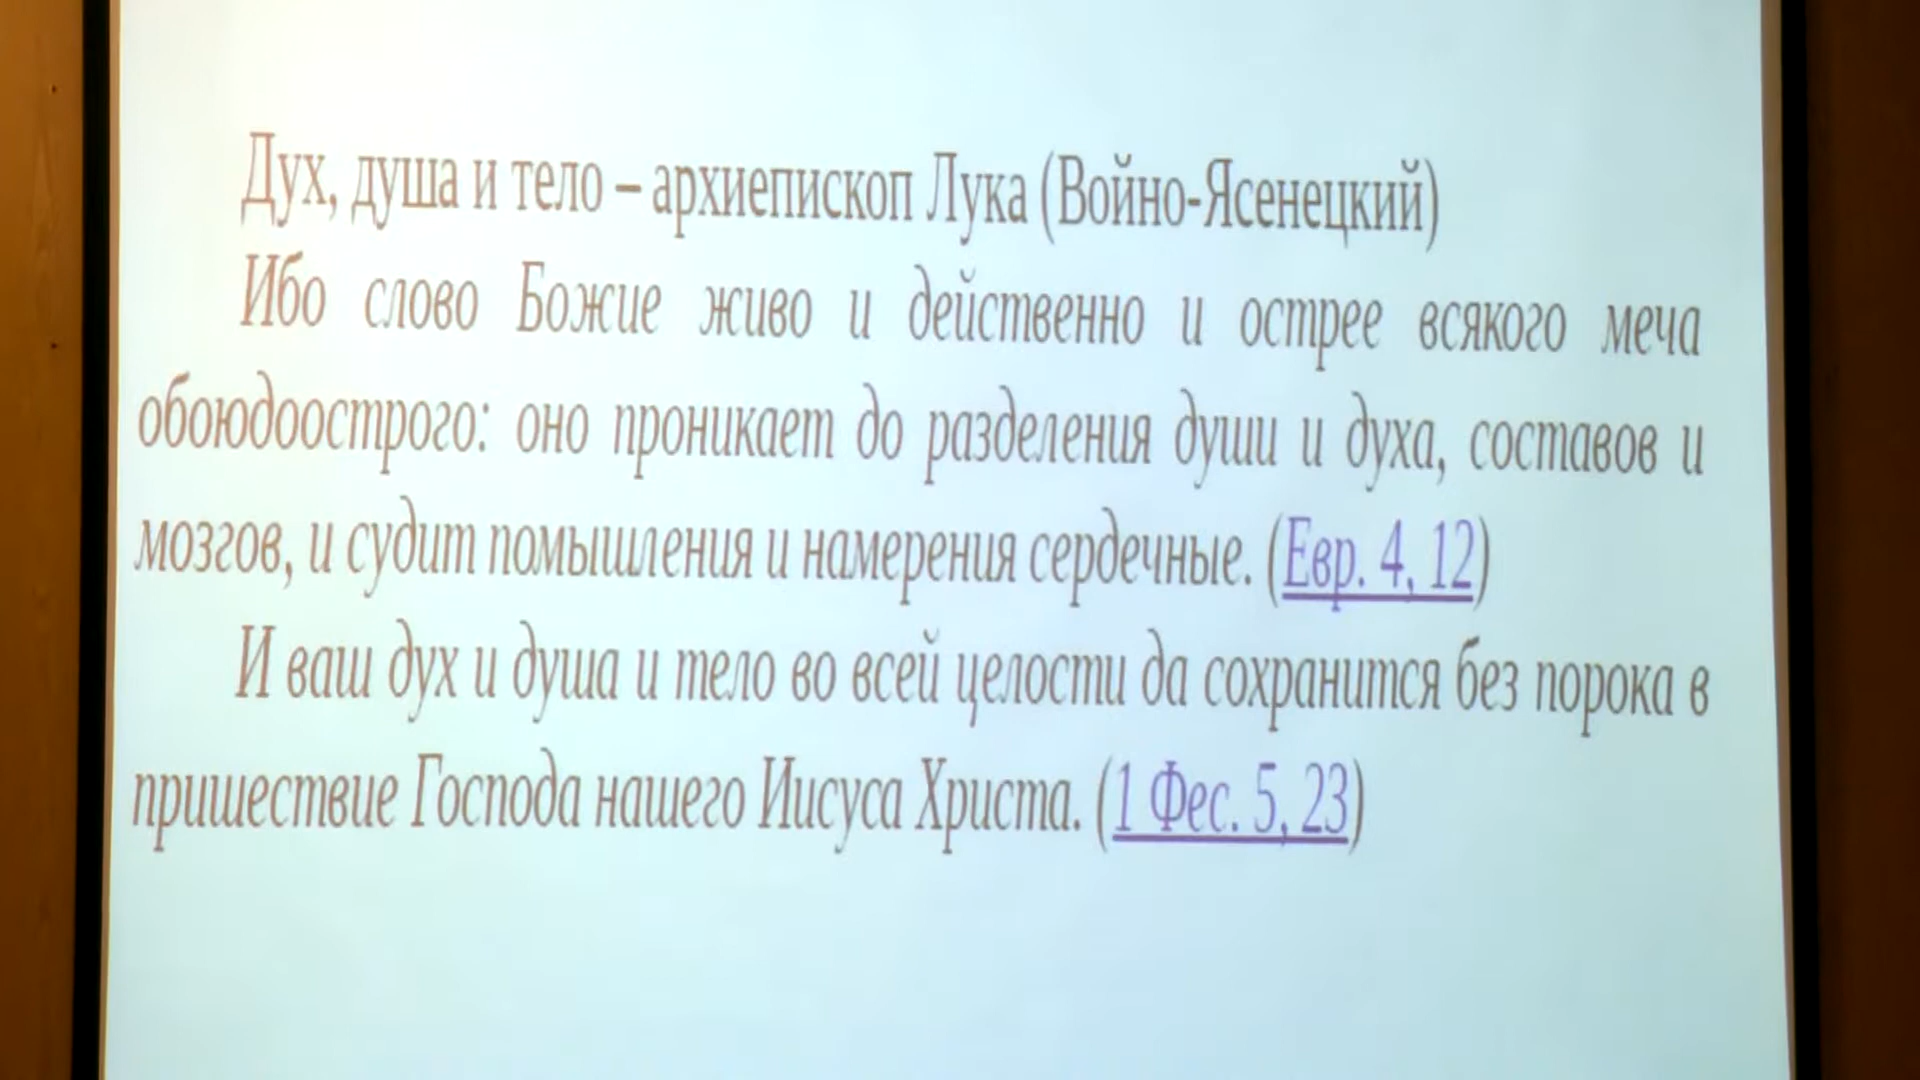 Дух, душа и тело – архиепископ Лука (Войно-Ясенецкий)
Ибо слово Божие живо и действенно и острее всякого меча
обоюдоострого: оно проникает до разделения души и духа, составов и
мозгов, и судит помышления и намерения сердечные. (Евр. 4, 12)
И ваш дух и душа и тело во всей целости да сохранится без порока в
пришествие Господа нашего Иисуса Христа. (1 Фес. 5, 23)